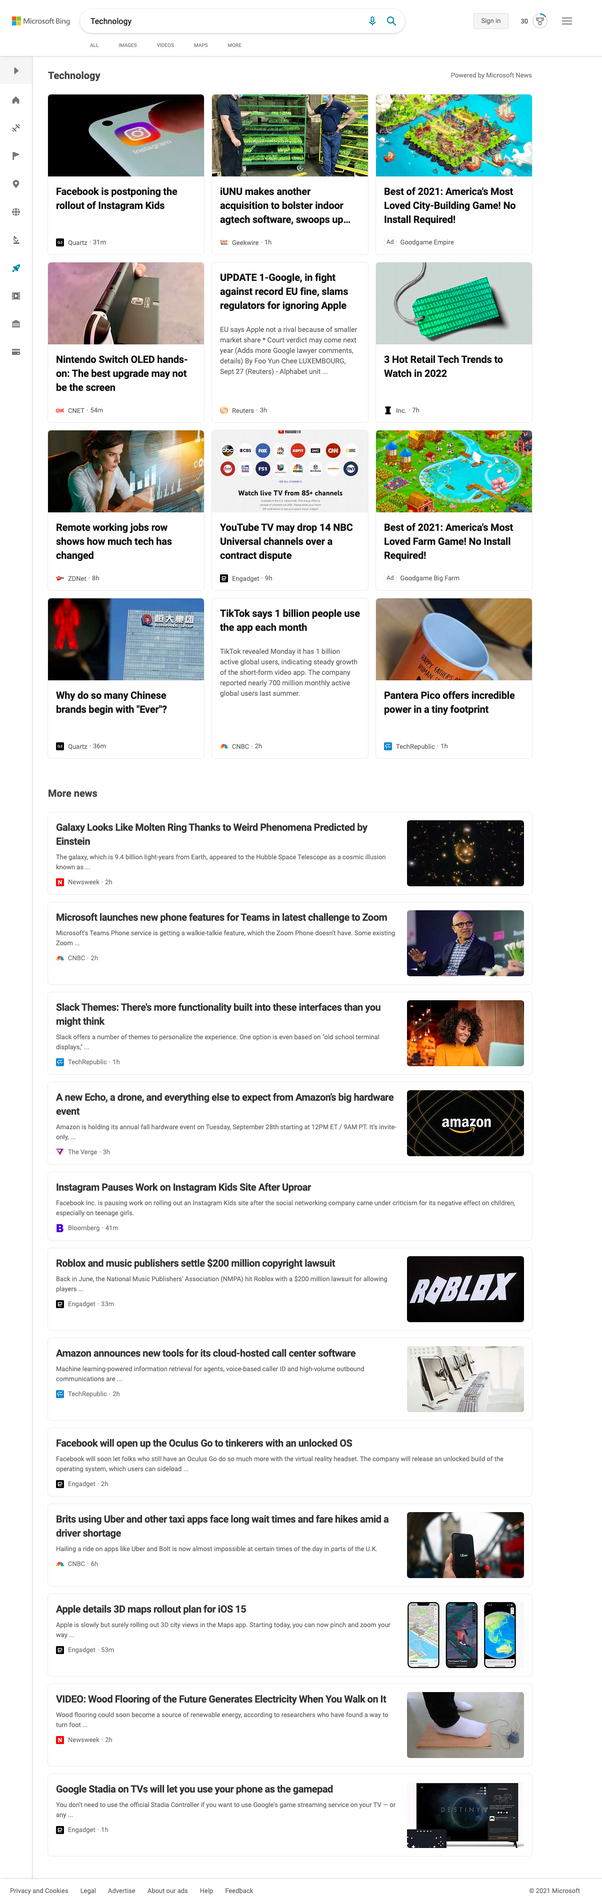 Microsoft Bing
Technology
Sign in
30
ALL
IMAGES
VIDEOS
MAPS
MORE
Technology
Powered by Microsoft News
Instagram
Facebook is postponing the
rollout of Instagram Kids
Quartz · 31m
iUNU makes another
acquisition to bolster indoor
agtech software, swoops up...
Geekwire · 1h
Best of 2021: America's Most
Loved City-Building Game! No
Install Required!
Ad Goodgame Empire
Nintendo Switch OLED hands-
on: The best upgrade may not
be the screen
CNET · 54m
UPDATE 1-Google, in fight
against record EU fine, slams
regulators for ignoring Apple
EU says Apple not a rival because of smaller
market share * Court verdict may come next
year (Adds more Google lawyer comments,
details) By Foo Yun Chee LUXEMBOURG,
Sept 27 (Reuters) - Alphabet unit ...
Reuters · 3h
3 Hot Retail Tech Trends to
Watch in 2022
Inc. · 7h
Remote working jobs row
shows how much tech has
changed
ZDNet · 8h
abc CBS FOX ESPN CNN
FS1 TNT
Watch live TV from 85+ channels
YouTube TV may drop 14 NBC
Universal channels over a
contract dispute
Engadget · 9h
Best of 2021: America's Most
Loved Farm Game! No Install
Required!
Ad Goodgame Big Farm
恒大集团
Why do so many Chinese
brands begin with "Ever"?
Quartz · 36m
TikTok says 1 billion people use
the app each month
TikTok revealed Monday it has 1 billion
active global users, indicating steady growth
of the short-form video app. The company
reported nearly 700 million monthly active
global users last summer.
CNBC · 2h
Pantera Pico offers incredible
power in a tiny footprint
TechRepublic · 1h
More news
Galaxy Looks Like Molten Ring Thanks to Weird Phenomena Predicted by
Einstein
The galaxy, which is 9.4 billion light-years from Earth, appeared to the Hubble Space Telescope as a cosmic illusion
known as ...
Newsweek · 2h
Microsoft launches new phone features for Teams in latest challenge to Zoom
Microsoft's Teams Phone service is getting a walkie-talkie feature, which the Zoom Phone doesn't have. Some existing
Zoom ...
CNBC · 2h
Slack Themes: There's more functionality built into these interfaces than you
might think
Slack offers a number of themes to personalize the experience. One option is even based on "old school terminal
displays," ...
TechRepublic · 1h
A new Echo, a drone, and everything else to expect from Amazon's big hardware
event
Amazon is holding its annual fall hardware event on Tuesday, September 28th starting at 12PM ET / 9AM PT. It's invite-
only, ...
The Verge · 3h
amazon
Instagram Pauses Work on Instagram Kids Site After Uproar
Facebook Inc. is pausing work on rolling out an Instagram Kids site after the social networking company came under criticism for its negative effect on children,
especially on teenage girls.
Bloomberg · 41m
Roblox and music publishers settle $200 million copyright lawsuit
Back in June, the National Music Publishers' Association (NMPA) hit Roblox with a $200 million lawsuit for allowing
players ...
Engadget · 33m
ROBLOX
Amazon announces new tools for its cloud-hosted call center software
Machine learning-powered information retrieval for agents, voice-based caller ID and high-volume outbound
communications are ...
TechRepublic · 2h
Facebook will open up the Oculus Go to tinkerers with an unlocked OS
Facebook will soon let folks who still have an Oculus Go do so much more with the virtual reality headset. The company will release an unlocked build of the
operating system, which users can sideload ...
Engadget · 2h
Brits using Uber and other taxi apps face long wait times and fare hikes amid a
driver shortage
Hailing a ride on apps like Uber and Bolt is now almost impossible at certain times of the day in parts of the U.K.
CNBC · 6h
Uber
Apple details 3D maps rollout plan for iOS 15
Apple is slowly but surely rolling out 3D city views in the Maps app. Starting today, you can now pinch and zoom your
way ...
Engadget · 53m
VIDEO: Wood Flooring of the Future Generates Electricity When You Walk on It
Wood flooring could soon become a source of renewable energy, according to researchers who have found a way to
turn foot ...
Newsweek · 2h
Google Stadia on TVs will let you use your phone as the gamepad
You don't need to use the official Stadia Controller if you want to use Google's game streaming service on your TV — or
any ...
Engadget · 1h
DESTINY
Privacy and Cookies
Legal
Advertise
About our ads
Help
Feedback
© 2021 Microsoft